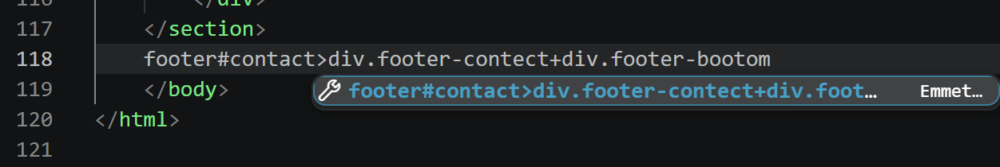 116 </div>
117 </section>
118 footer#contact>div.footer-contect+div.footer-bootom
119 </body> footer#contact>div.footer-contect+div.foot… Emmet…
120 </html>
121